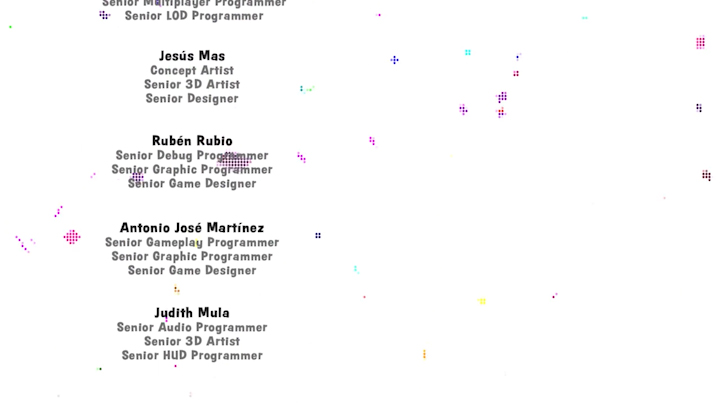 Senior Multiplayer Programmer
Senior LOD Programmer
Jesús Mas
Concept Artist
Senior 3D Artist
Senior Designer
Rubén Rubio
Senior Debug Programmer
Senior Graphic Programmer
Senior Game Designer
Antonio José Martínez
Senior Gameplay Programmer
Senior Graphic Programmer
Senior Game Designer
Judith Mula
Senior Audio Programmer
Senior 3D Artist
Senior HUD Programmer